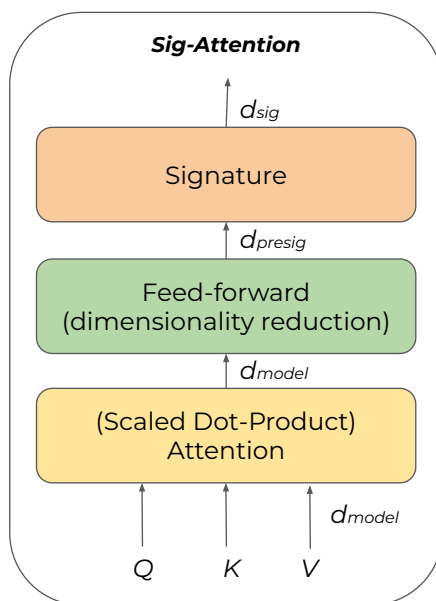 Sig-Attention
dsig
Signature
dpresig
Feed-forward
(dimensionality reduction)
dmodel
(Scaled Dot-Product)
Attention
dmodel
Q K V